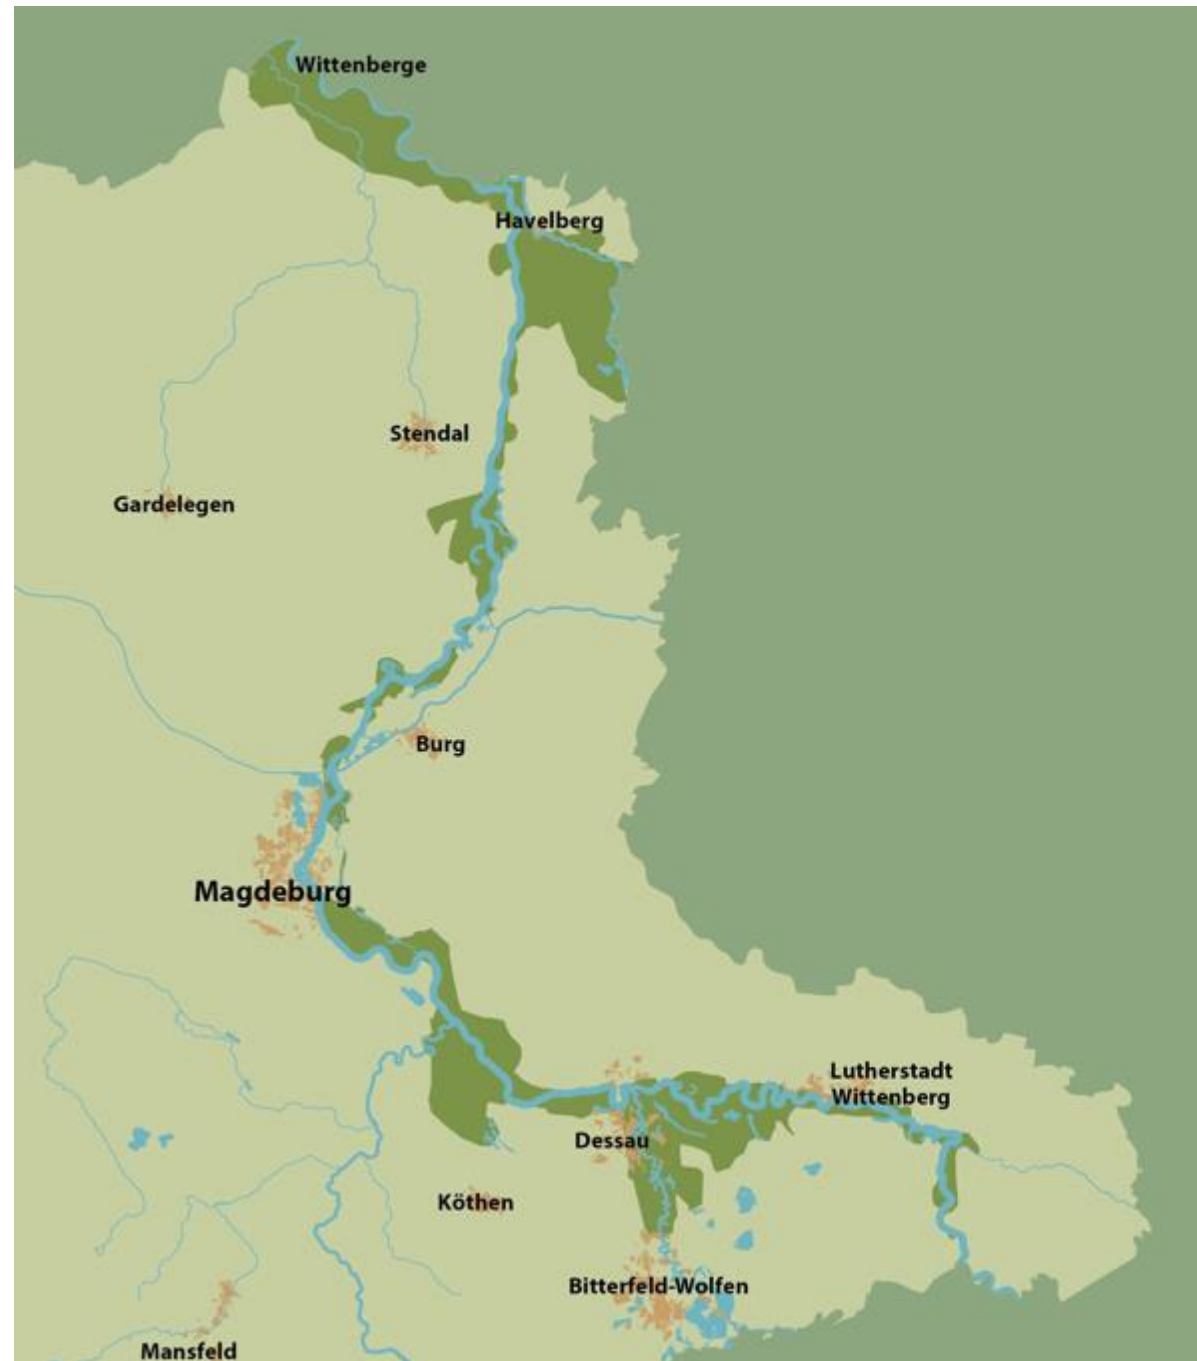 Wittenberge
Havelberg
Stendal
Gardelegen
Burg
Magdeburg
Lutherstadt
Wittenberg
Dessau
Köthen
Bitterfeld-Wolfen
Mansfeld